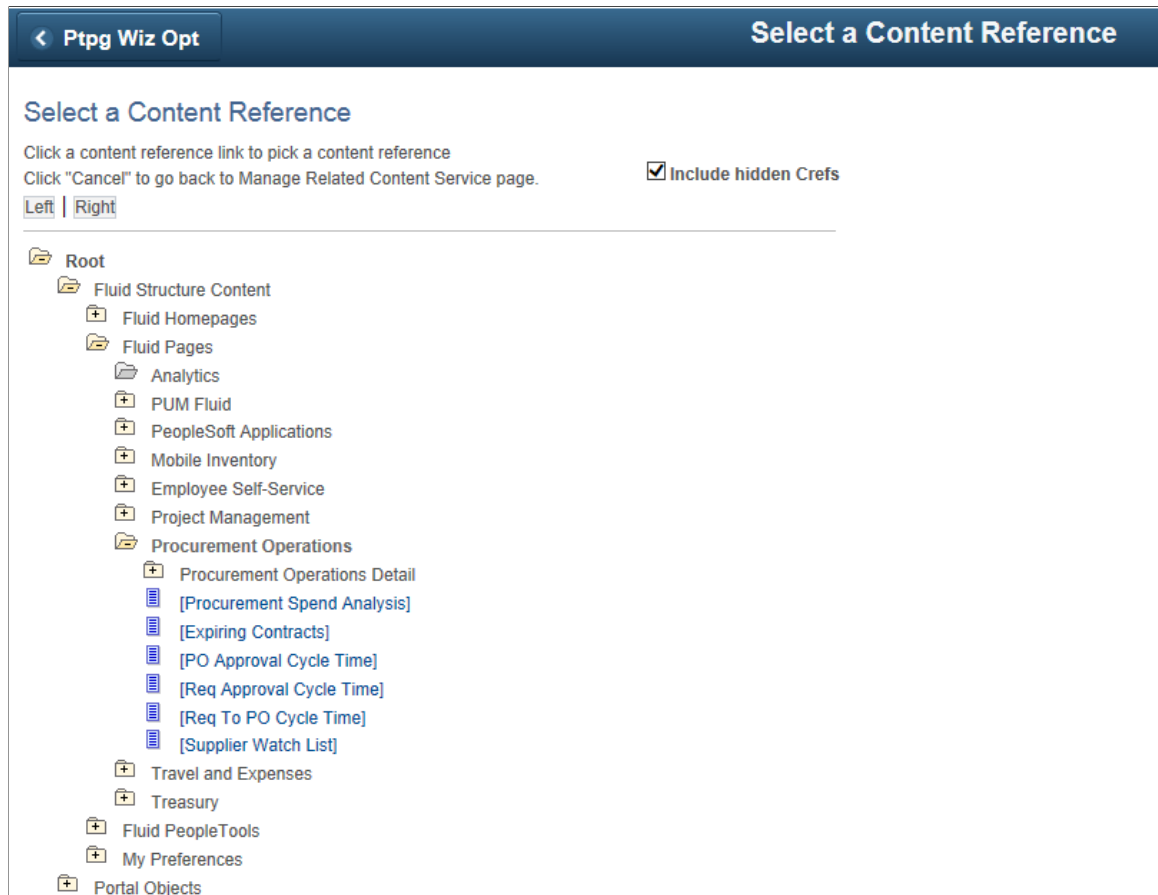 Ptpg Wiz Opt
Select a Content Reference
Select a Content Reference
Click a content reference link to pick a content reference
Click "Cancel" to go back to Manage Related Content Service page.
Include hidden Crefs
Left | Right
Root
Fluid Structure Content
Fluid Homepages
Fluid Pages
Analytics
PUM Fluid
PeopleSoft Applications
Mobile Inventory
Employee Self-Service
Project Management
Procurement Operations
Procurement Operations Detail
[Procurement Spend Analysis]
[Expiring Contracts]
[PO Approval Cycle Time]
[Req Approval Cycle Time]
[Req To PO Cycle Time]
[Supplier Watch List]
Travel and Expenses
Treasury
Fluid PeopleTools
My Preferences
Portal Objects